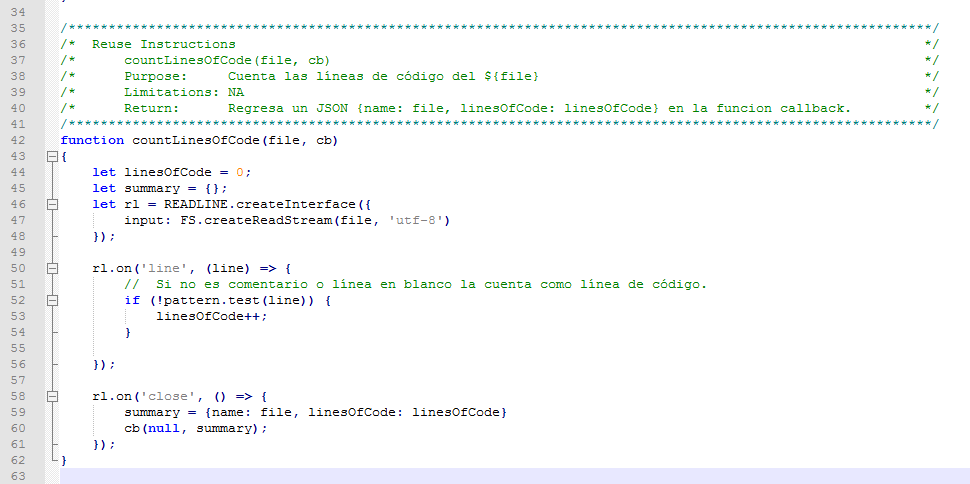 34
35 /************************************************************************************************************/
36 /*  Reuse Instructions                                                                                      */
37 /*      countLinesOfCode(file, cb)                                                                          */
38 /*      Purpose:     Cuenta las líneas de código del ${file}                                                */
39 /*      Limitations: NA                                                                                     */
40 /*      Return:      Regresa un JSON {name: file, linesOfCode: linesOfCode} en la funcion callback.         */
41 /************************************************************************************************************/
42 function countLinesOfCode(file, cb)
43 {
44     let linesOfCode = 0;
45     let summary = {};
46     let rl = READLINE.createInterface({
47         input: FS.createReadStream(file, 'utf-8')
48     });
49
50     rl.on('line', (line) => {
51         //  Si no es comentario o línea en blanco la cuenta como línea de código.
52         if (!pattern.test(line)) {
53             linesOfCode++;
54         }
55
56     });
57
58     rl.on('close', () => {
59         summary = {name: file, linesOfCode: linesOfCode}
60         cb(null, summary);
61     });
62 }
63